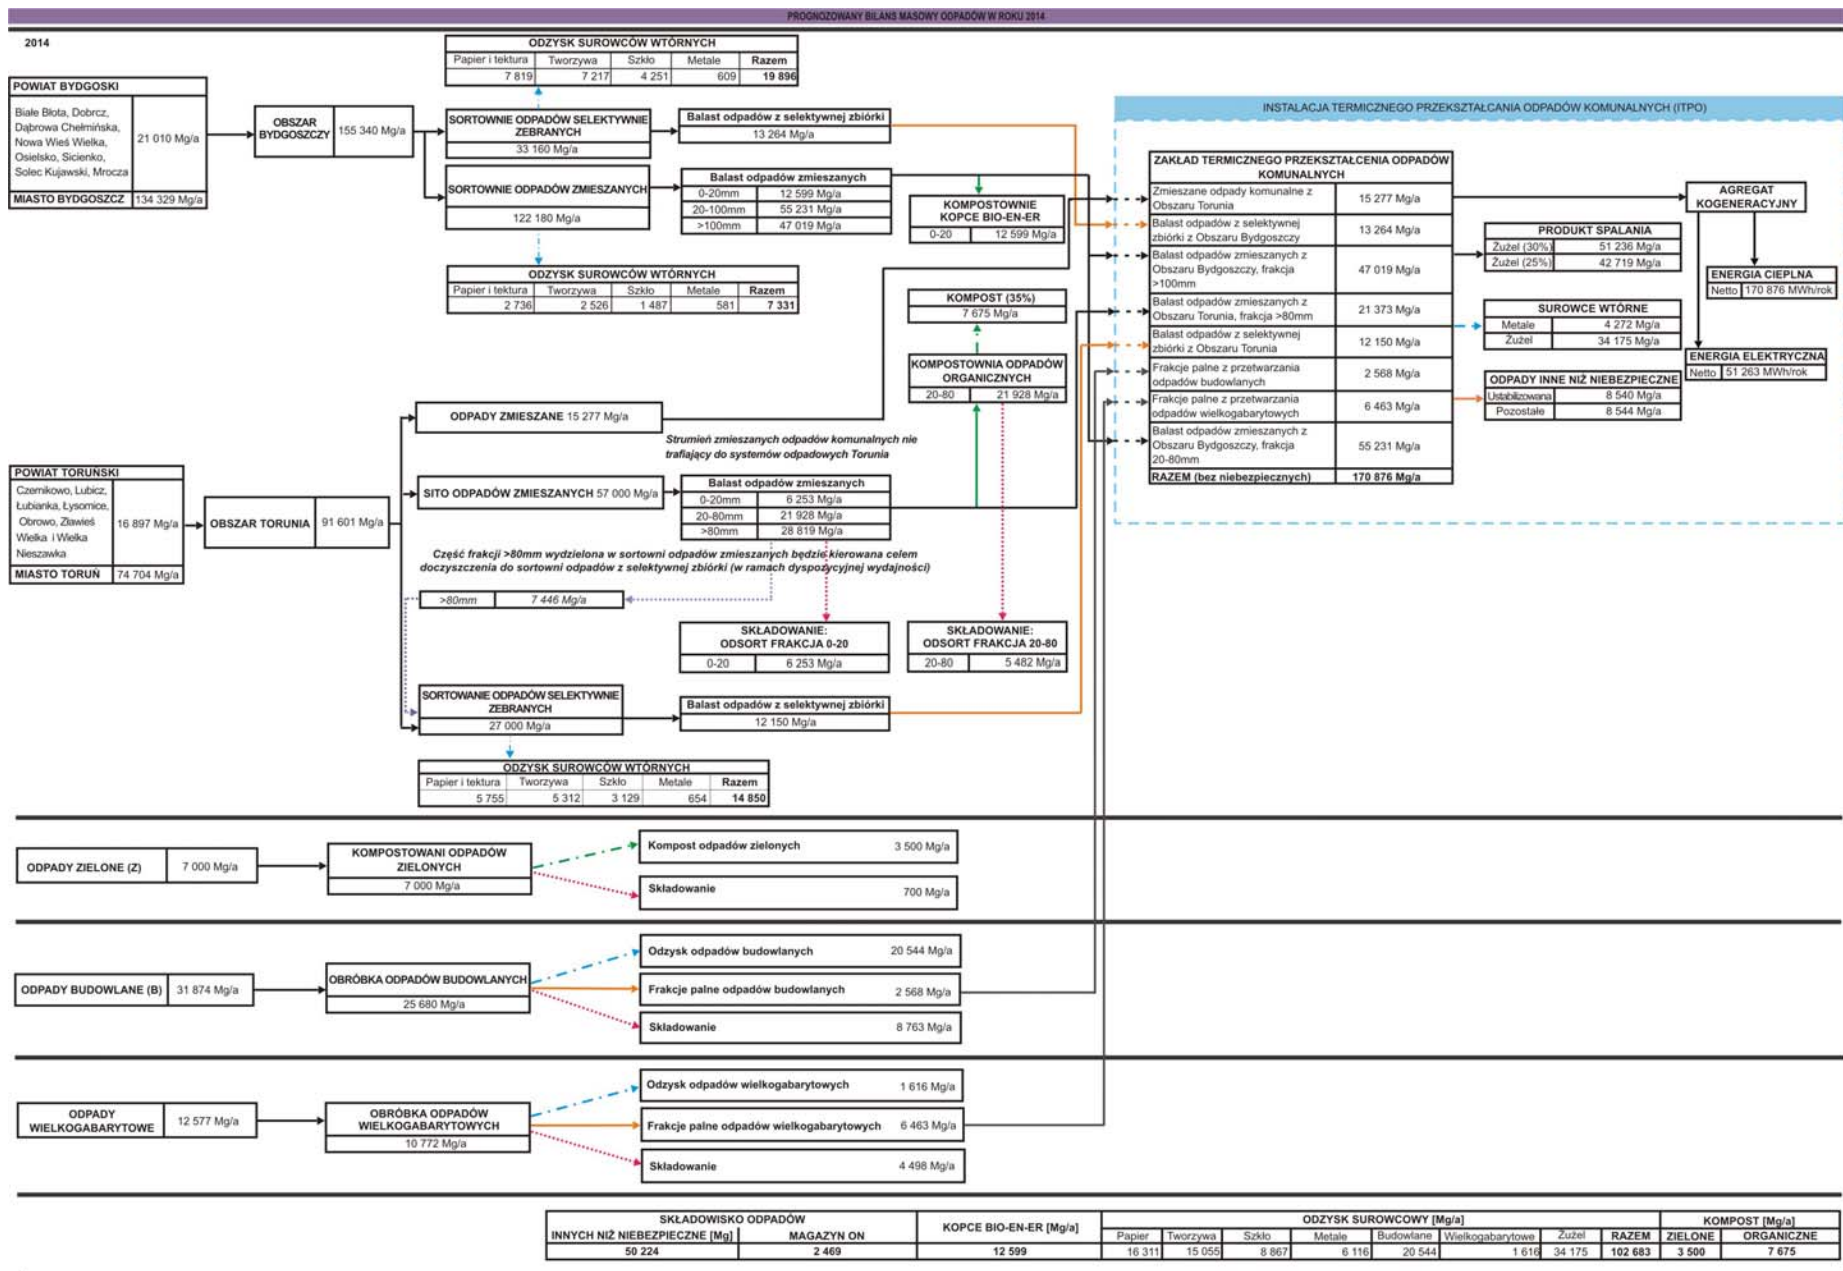 PROGNOZOWANY BILANS MASOWY ODPADÓW W ROKU 2014
2014
ODZYSK SUROWCÓW WTÓRNYCH
Papier i tektura Tworzywa Szkło Metale Razem
7 819 7 217 4 251 609 19 896
POWIAT BYDGOSKI
Białe Błota, Dobrcz,
Dąbrowa Chełmińska,
Nowa Wieś Wielka,
Osielsko, Sicienko,
Solec Kujawski, Mrocza
21 010 Mg/a
MIASTO BYDGOSZCZ 134 329 Mg/a
OBSZAR
BYDGOSZCZY
155 340 Mg/a
SORTOWNIE ODPADÓW SELEKTYWNIE
ZEBRANYCH
33 160 Mg/a
Balast odpadów z selektywnej zbiórki
13 264 Mg/a
SORTOWNIE ODPADÓW ZMIESZANYCH
122 180 Mg/a
Balast odpadów zmieszanych
0-20mm 12 599 Mg/a
20-100mm 55 231 Mg/a
>100mm 47 019 Mg/a
KOMPOSTOWNIE
KOPCE BIO-EN-ER
0-20 12 599 Mg/a
ODZYSK SUROWCÓW WTÓRNYCH
Papier i tektura Tworzywa Szkło Metale Razem
2 736 2 526 1 487 581 7 331
KOMPOST (35%)
7 675 Mg/a
KOMPOSTOWNIA ODPADÓW
ORGANICZNYCH
20-80 21 928 Mg/a
INSTALACJA TERMICZNEGO PRZEKSZTAŁCANIA ODPADÓW KOMUNALNYCH (ITPO)
ZAKŁAD TERMICZNEGO PRZEKSZTAŁCENIA ODPADÓW
KOMUNALNYCH
Zmieszane odpady komunalne z
Obszaru Torunia
15 277 Mg/a
Balast odpadów z selektywnej
zbiórki z Obszaru Bydgoszczy
13 264 Mg/a
Balast odpadów zmieszanych z
Obszaru Bydgoszczy, frakcja
>100mm
47 019 Mg/a
Balast odpadów zmieszanych z
Obszaru Torunia, frakcja >80mm
21 373 Mg/a
Balast odpadów z selektywnej
zbiórki z Obszaru Torunia
12 150 Mg/a
Frakcje palne z przetwarzania
odpadów budowlanych
2 568 Mg/a
Frakcje palne z przetwarzania
odpadów wielkogabarytowych
6 463 Mg/a
Balast odpadów zmieszanych z
Obszaru Bydgoszczy, frakcja
20-80mm
55 231 Mg/a
RAZEM (bez niebezpiecznych) 170 876 Mg/a
AGREGAT
KOGENERACYJNY
PRODUKT SPALANIA
Żużel (30%) 51 236 Mg/a
Żużel (25%) 42 719 Mg/a
ENERGIA CIEPLNA
Netto 170 876 MWh/rok
SUROWCE WTÓRNE
Metale 4 272 Mg/a
Żużel 34 175 Mg/a
ENERGIA ELEKTRYCZNA
Netto 51 263 MWh/rok
ODPADY INNE NIŻ NIEBEZPIECZNE
Ustabilizowana 8 540 Mg/a
Pozostałe 8 544 Mg/a
ODPADY ZMIESZANE 15 277 Mg/a
Strumień zmieszanych odpadów komunalnych nie
trafiający do systemów odpadowych Torunia
POWIAT TORUŃSKI
Czernikowo, Lubicz,
Łubianka, Łysomice,
Obrowo, Zławieś
Wielka i Wielka
Nieszawka
16 897 Mg/a
MIASTO TORUŃ 74 704 Mg/a
OBSZAR TORUNIA 91 601 Mg/a
SITO ODPADÓW ZMIESZANYCH 57 000 Mg/a
Balast odpadów zmieszanych
0-20mm 6 253 Mg/a
20-80mm 21 928 Mg/a
>80mm 28 819 Mg/a
Część frakcji >80mm wydzielona w sortowni odpadów zmieszanych będzie kierowana celem
doczyszczenia do sortowni odpadów z selektywnej zbiórki (w ramach dyspozycyjnej wydajności)
>80mm 7 446 Mg/a
SKŁADOWANIE:
ODSORT FRAKCJA 0-20
0-20 6 253 Mg/a
SKŁADOWANIE:
ODSORT FRAKCJA 20-80
20-80 5 482 Mg/a
SORTOWANIE ODPADÓW SELEKTYWNIE
ZEBRANYCH
27 000 Mg/a
Balast odpadów z selektywnej zbiórki
12 150 Mg/a
ODZYSK SUROWCÓW WTÓRNYCH
Papier i tektura Tworzywa Szkło Metale Razem
5 755 5 312 3 129 654 14 850
ODPADY ZIELONE (Z) 7 000 Mg/a
KOMPOSTOWANI ODPADÓW
ZIELONYCH
7 000 Mg/a
Kompost odpadów zielonych 3 500 Mg/a
Składowanie 700 Mg/a
ODPADY BUDOWLANE (B) 31 874 Mg/a
OBRÓBKA ODPADÓW BUDOWLANYCH
25 680 Mg/a
Odzysk odpadów budowlanych 20 544 Mg/a
Frakcje palne odpadów budowlanych 2 568 Mg/a
Składowanie 8 763 Mg/a
ODPADY
WIELKOGABARYTOWE
12 577 Mg/a
OBRÓBKA ODPADÓW
WIELKOGABARYTOWYCH
10 772 Mg/a
Odzysk odpadów wielkogabarytowych 1 616 Mg/a
Frakcje palne odpadów wielkogabarytowych 6 463 Mg/a
Składowanie 4 498 Mg/a
SKŁADOWISKO ODPADÓW
INNYCH NIŻ NIEBEZPIECZNE [Mg] MAGAZYN ON
50 224 2 469
KOPCE BIO-EN-ER [Mg/a]
12 599
ODZYSK SUROWCOWY [Mg/a]
Papier Tworzywa Szkło Metale Budowlane Wielkogabarytowe Żużel RAZEM
16 311 15 055 8 867 6 116 20 544 1 616 34 175 102 683
KOMPOST [Mg/a]
ZIELONE ORGANICZNE
3 500 7 675